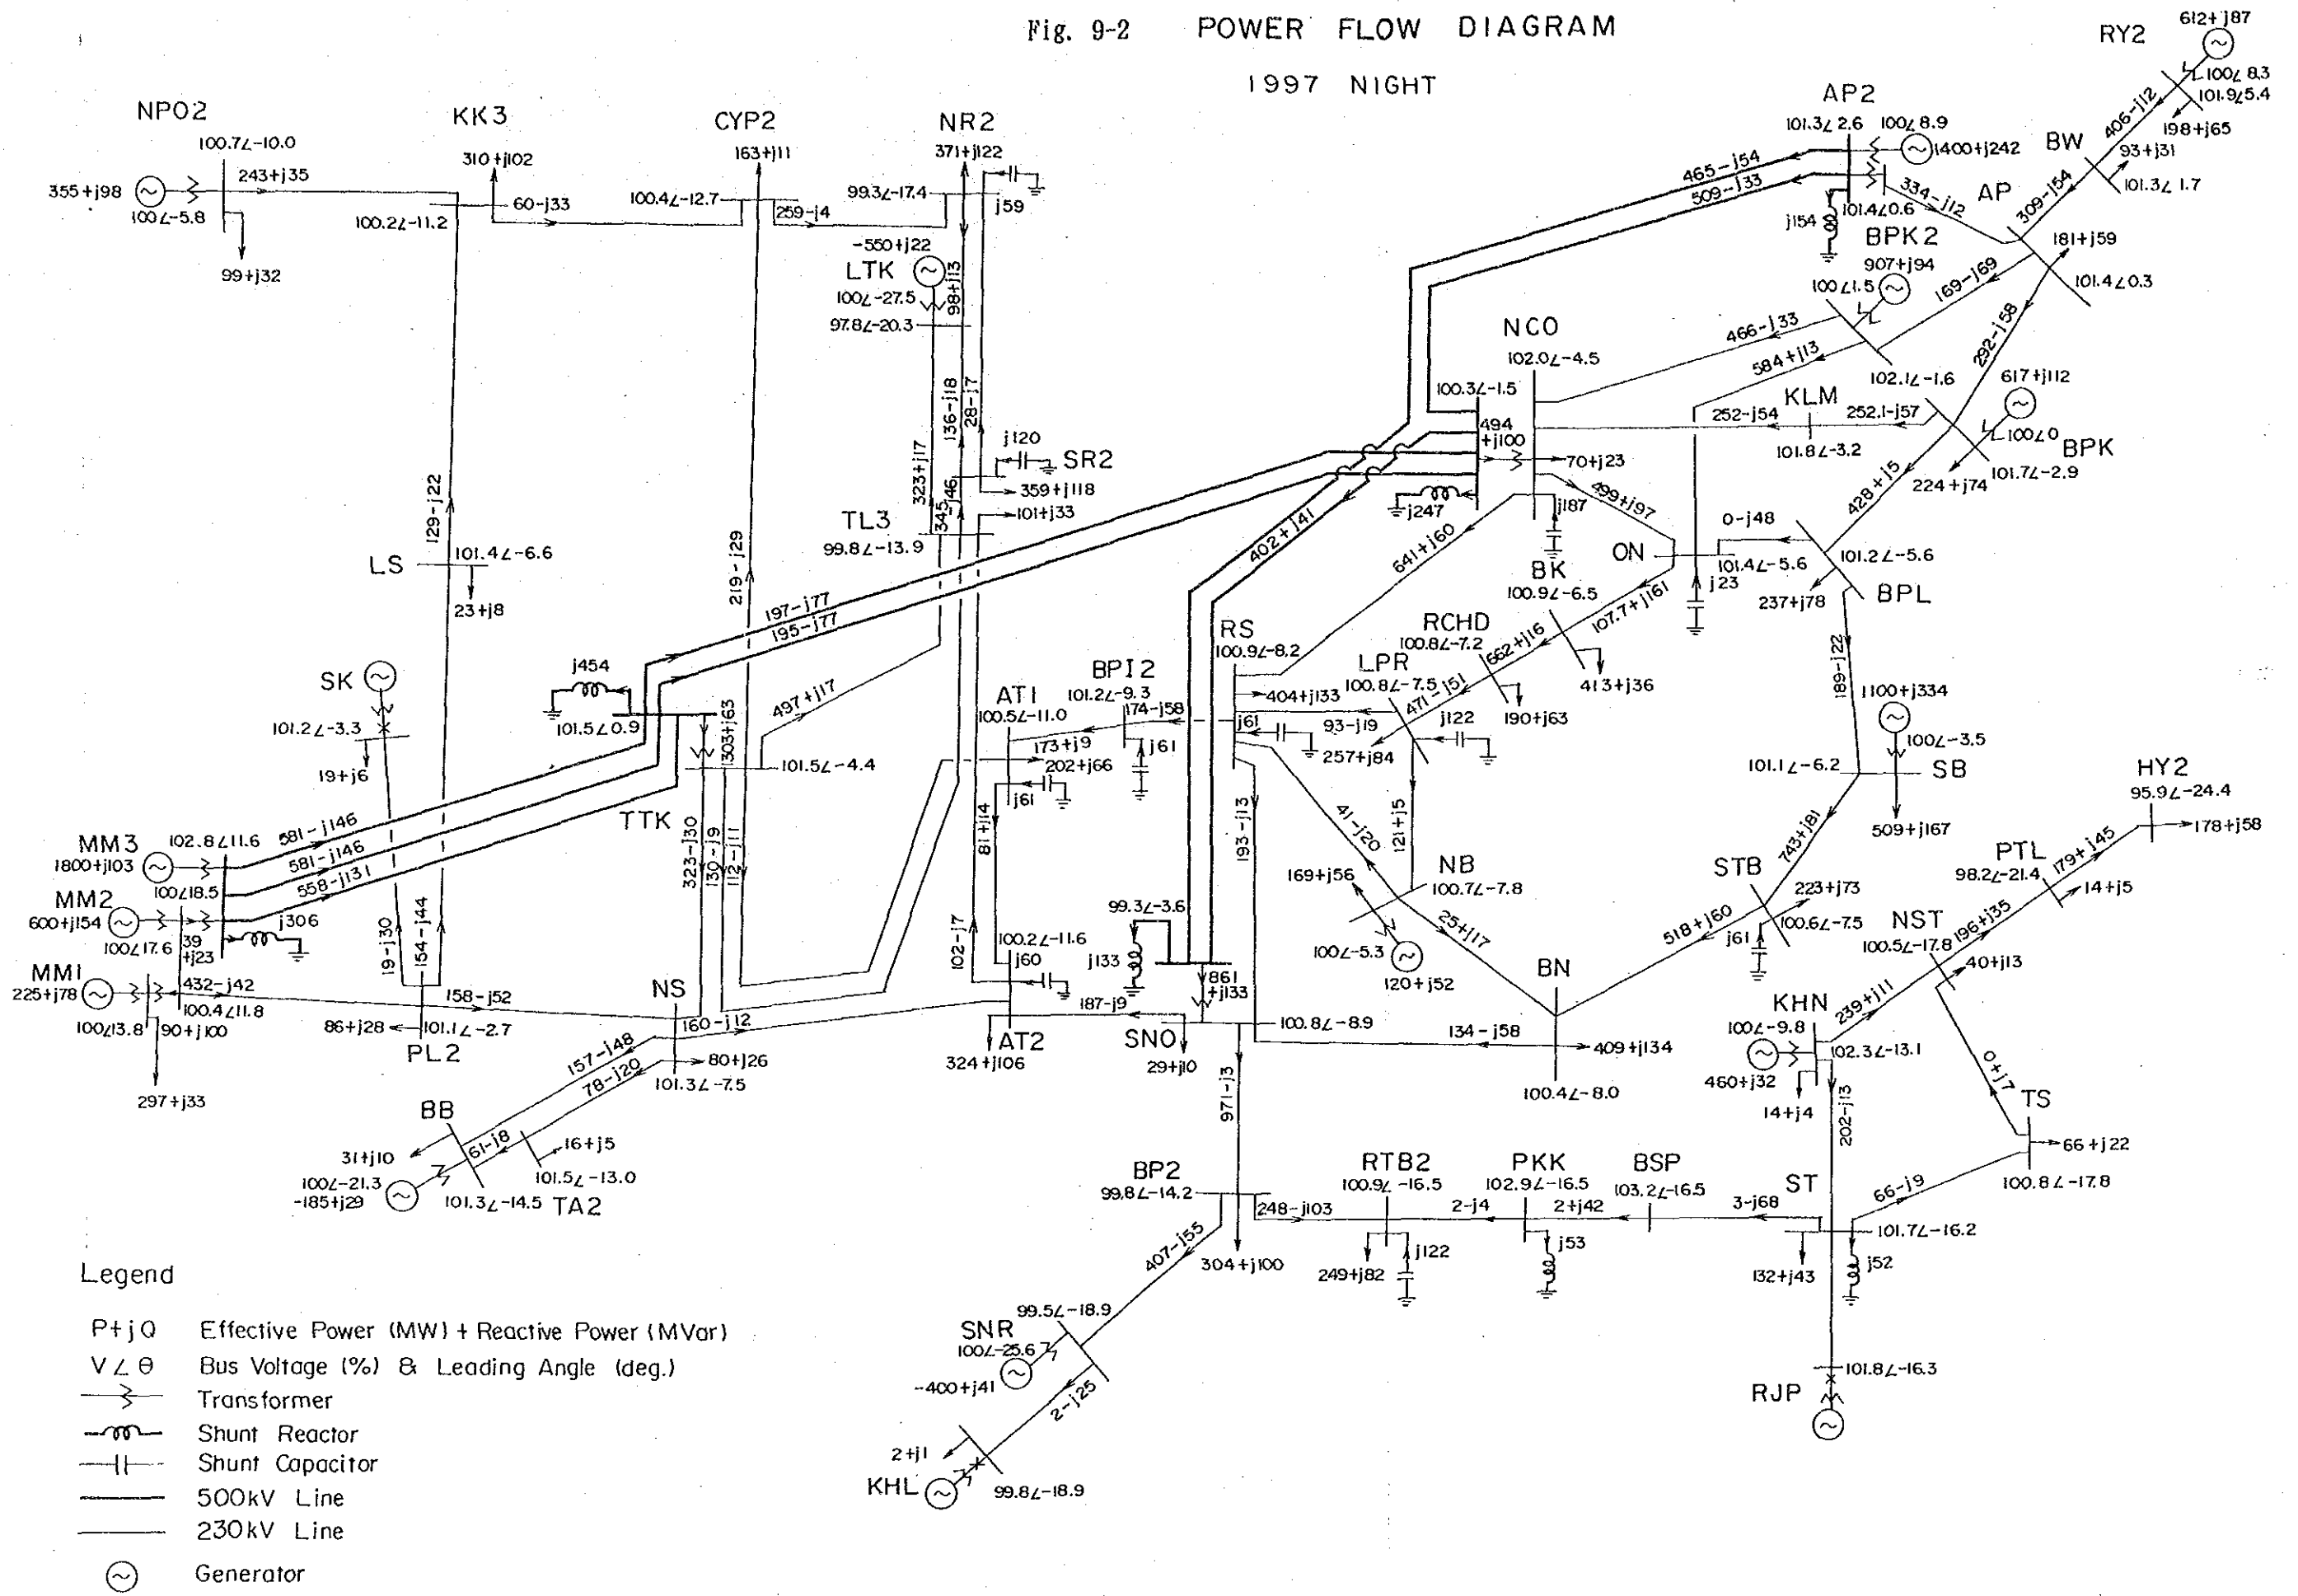 Fig. 9-2 POWER FLOW DIAGRAM
1997 NIGHT
RY2
612+j87
100∠8.3
101.9∠5.4
198+j65
406-j12
BW
93+j31
101.3∠1.7
309-j54
AP2
101.3∠2.6
100∠8.9
1400+j242
465-j54
509-j33
334-j12
AP
j154
101.4∠0.6
181+j59
101.4∠0.3
BPK2
907+j94
100∠1.5
169-j69
292-j58
466-j33
584+j13
102.1∠-1.6
NPO2
100.7∠-10.0
355+j98
100∠-5.8
243+j35
99+j32
KK3
310+j102
60-j33
100.2∠-11.2
CYP2
163+j11
100.4∠-12.7
259-j4
NR2
371+j122
99.3∠-17.4
j59
-550+j22
LTK
100∠-27.5
97.8∠-20.3
98+j13
136-j18
28-j7
323+j17
345
-j46
j120
SR2
359+j118
101+j33
TL3
99.8∠-13.9
NCO
102.0∠-4.5
100.3∠-1.5
494
+j100
70+j23
j247
j187
499+j97
641+j60
402+j41
KLM
252-j54
252.1-j57
101.8∠-3.2
617+j112
100∠0
BPK
101.7∠-2.9
224+j74
428+j5
0-j48
ON
101.4∠-5.6
j23
101.2∠-5.6
237+j78
BPL
BK
100.9∠-6.5
107.7+j161
413+j36
RCHD
100.8∠-7.2
662+j16
190+j63
LPR
100.8∠-7.5
471-j51
93-j19
j122
257+j84
RS
100.9∠-8.2
404+j133
j61
BPI2
101.2∠-9.3
174-j58
j61
AT1
100.5∠-11.0
173+j9
202+j66
j61
LS
101.4∠-6.6
129-j22
23+j8
219-j29
197-j77
195-j77
j454
101.5∠0.9
303+j63
497+j17
101.5∠-4.4
TTK
SK
101.2∠-3.3
19+j6
MM3
102.8∠11.6
1800+j103
100∠18.5
581-j146
581-j146
558-j131
MM2
600+j154
100∠17.6
39
+j23
j306
MM1
225+j78
100∠13.8
90+j100
432-j42
100.4∠11.8
297+j33
19-j30
154-j44
158-j52
86+j28
101.1∠-2.7
PL2
NS
323-j30
130-j9
112-j11
160-j12
80+j26
101.3∠-7.5
157-j48
78-j20
BB
31+j10
61-j8
16+j5
100∠-21.3
-185+j29
101.5∠-13.0
101.3∠-14.5
TA2
81+j14
102-j7
100.2∠-11.6
j60
AT2
324+j106
187-j9
99.3∠-3.6
j133
861
+j133
SNO
29+j10
100.8∠-8.9
193-j13
41-j20
121+j5
NB
100.7∠-7.8
169+j56
100∠-5.3
120+j52
25+j17
BN
134-j58
409+j134
100.4∠-8.0
189-j22
1100+j334
100∠-3.5
101.1∠-6.2
SB
509+j167
743+j81
STB
223+j73
100.6∠-7.5
j61
518+j60
HY2
95.9∠-24.4
178+j58
179+j45
PTL
98.2∠-21.4
14+j5
NST
196+j35
100.5∠-17.8
40+j13
KHN
239+j11
100∠-9.8
102.3∠-13.1
460+j32
14+j4
202-j13
0+j7
TS
66+j22
100.8∠-17.8
66-j9
ST
3-j68
101.7∠-16.2
132+j43
j52
BSP
103.2∠-16.5
2+j42
PKK
102.9∠-16.5
2-j4
j53
RTB2
100.9∠-16.5
249+j82
j122
971-j3
BP2
99.8∠-14.2
248-j103
304+j100
407-j55
99.5∠-18.9
SNR
100∠-25.6
-400+j41
2-j25
2+j1
KHL
99.8∠-18.9
101.8∠-16.3
RJP
Legend
P+jQ Effective Power (MW) + Reactive Power (MVar)
V∠θ Bus Voltage (%) & Leading Angle (deg.)
Transformer
Shunt Reactor
Shunt Capacitor
500kV Line
230kV Line
Generator